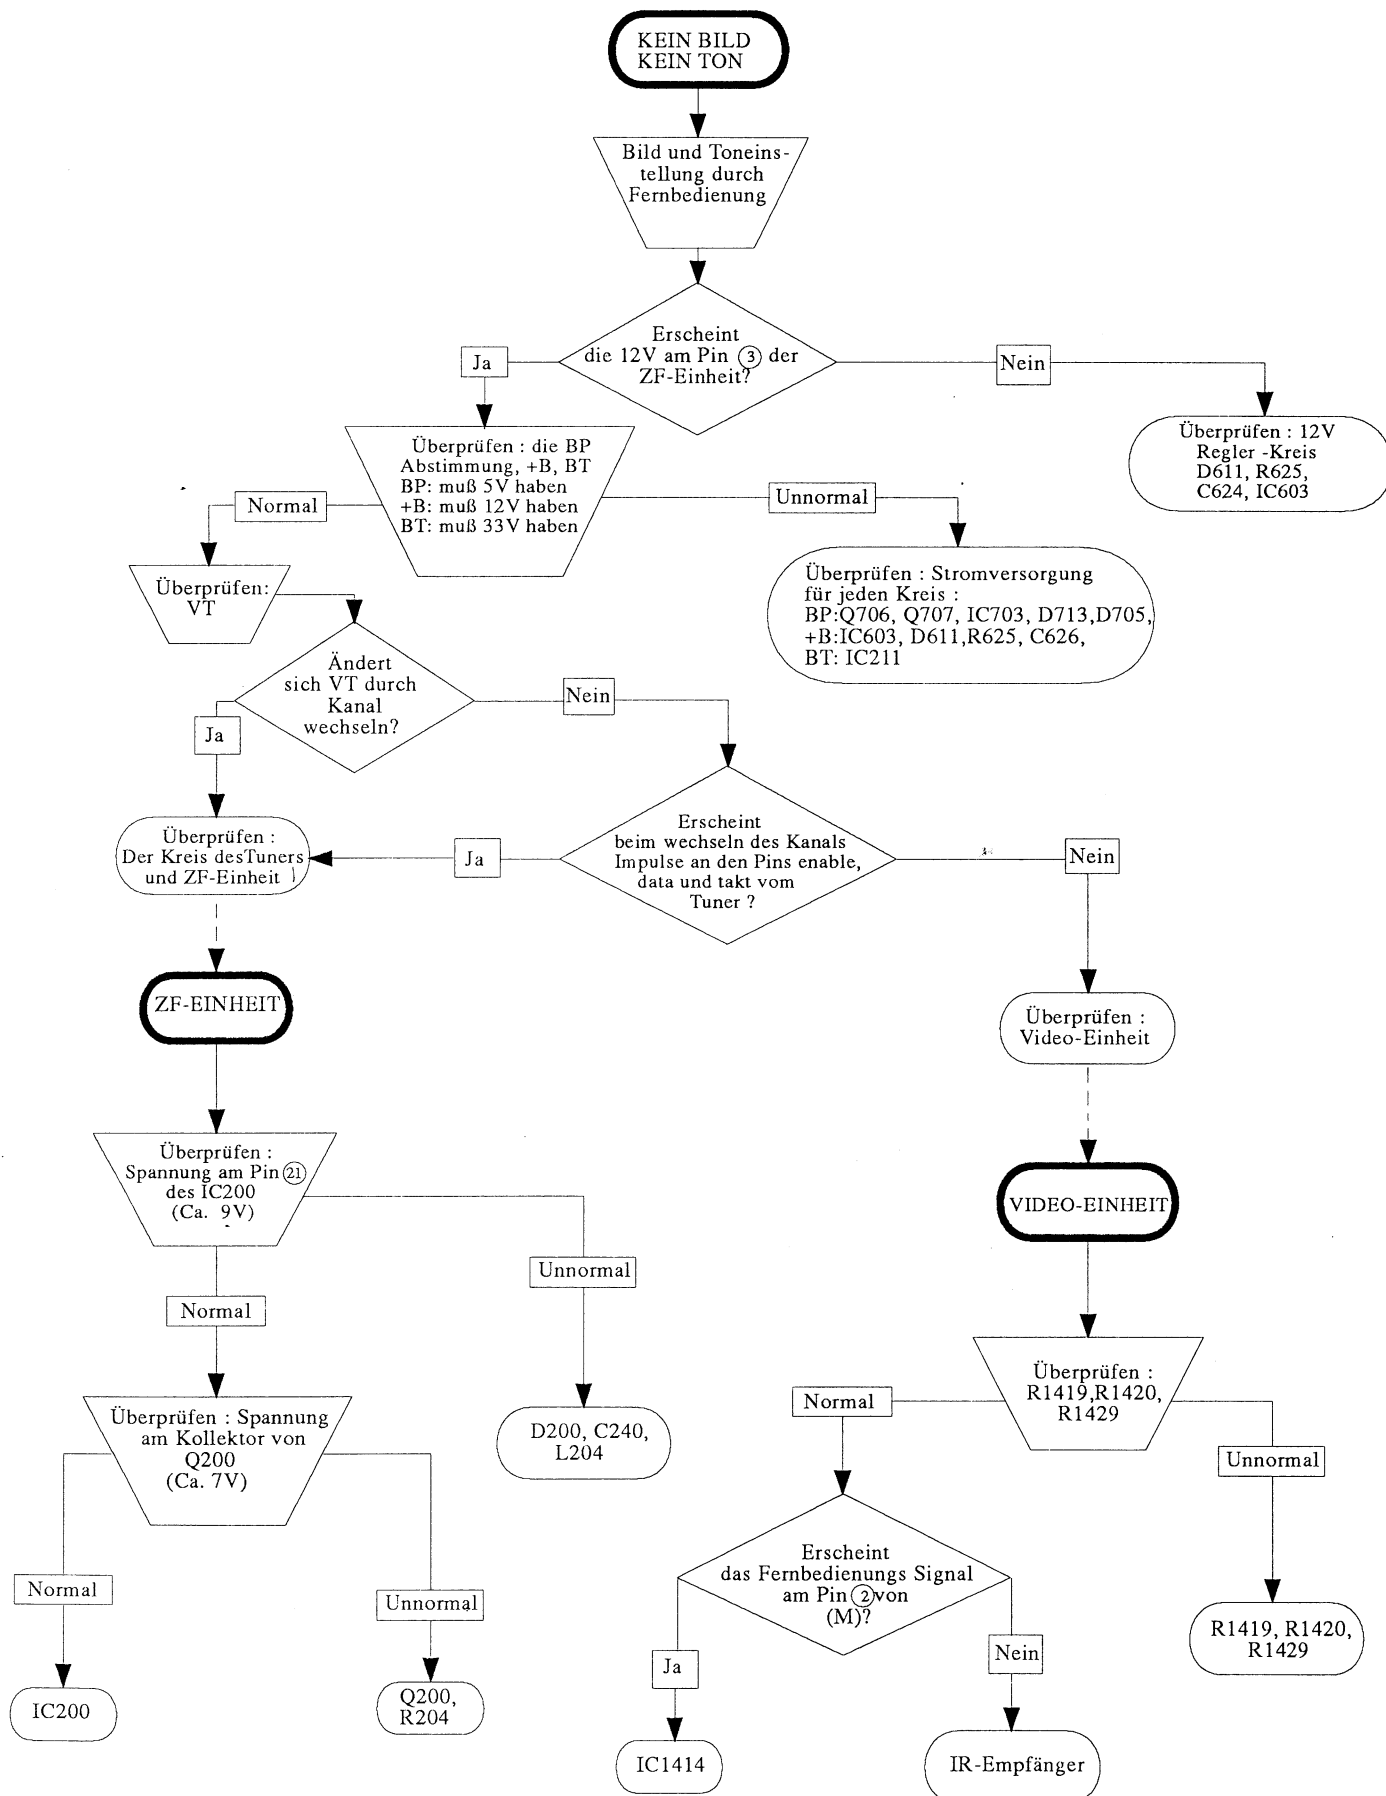 KEIN BILD
KEIN TON
Bild und Toneins-
tellung durch
Fernbedienung
Erscheint
die 12V am Pin 3 der
ZF-Einheit?
Ja
Nein
Überprüfen : 12V
Regler -Kreis
D611, R625,
C624, IC603
Überprüfen : die BP
Abstimmung, +B, BT
BP: muß 5V haben
+B: muß 12V haben
BT: muß 33V haben
Normal
Unnormal
Überprüfen : Stromversorgung
für jeden Kreis :
BP:Q706, Q707, IC703, D713,D705,
+B:IC603, D611,R625, C626,
BT: IC211
Überprüfen:
VT
Ändert
sich VT durch
Kanal
wechseln?
Ja
Nein
Überprüfen :
Der Kreis desTuners
und ZF-Einheit
Ja
Erscheint
beim wechseln des Kanals
Impulse an den Pins enable,
data und takt vom
Tuner ?
Nein
ZF-EINHEIT
Überprüfen :
Video-Einheit
Überprüfen :
Spannung am Pin 21
des IC200
(Ca. 9V)
VIDEO-EINHEIT
Unnormal
Normal
Überprüfen :
R1419,R1420,
R1429
Normal
Unnormal
Überprüfen : Spannung
am Kollektor von
Q200
(Ca. 7V)
D200, C240,
L204
Erscheint
das Fernbedienungs Signal
am Pin 2 von
(M)?
Normal
Unnormal
R1419, R1420,
R1429
Ja
Nein
IC200
Q200,
R204
IC1414
IR-Empfänger